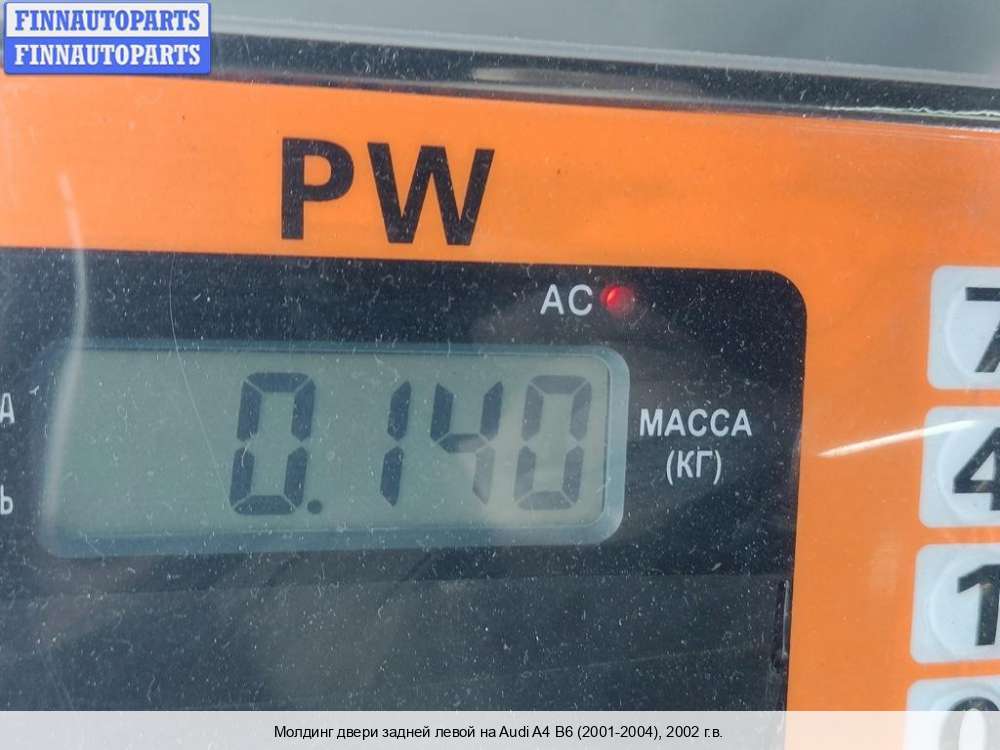 FINNAUTOPARTS
FINNAUTOPARTS
PW
AC
7
А
0.140
МАССА
(КГ)
4
Ь
1
0
Молдинг двери задней левой на Audi A4 B6 (2001-2004), 2002 г.в.